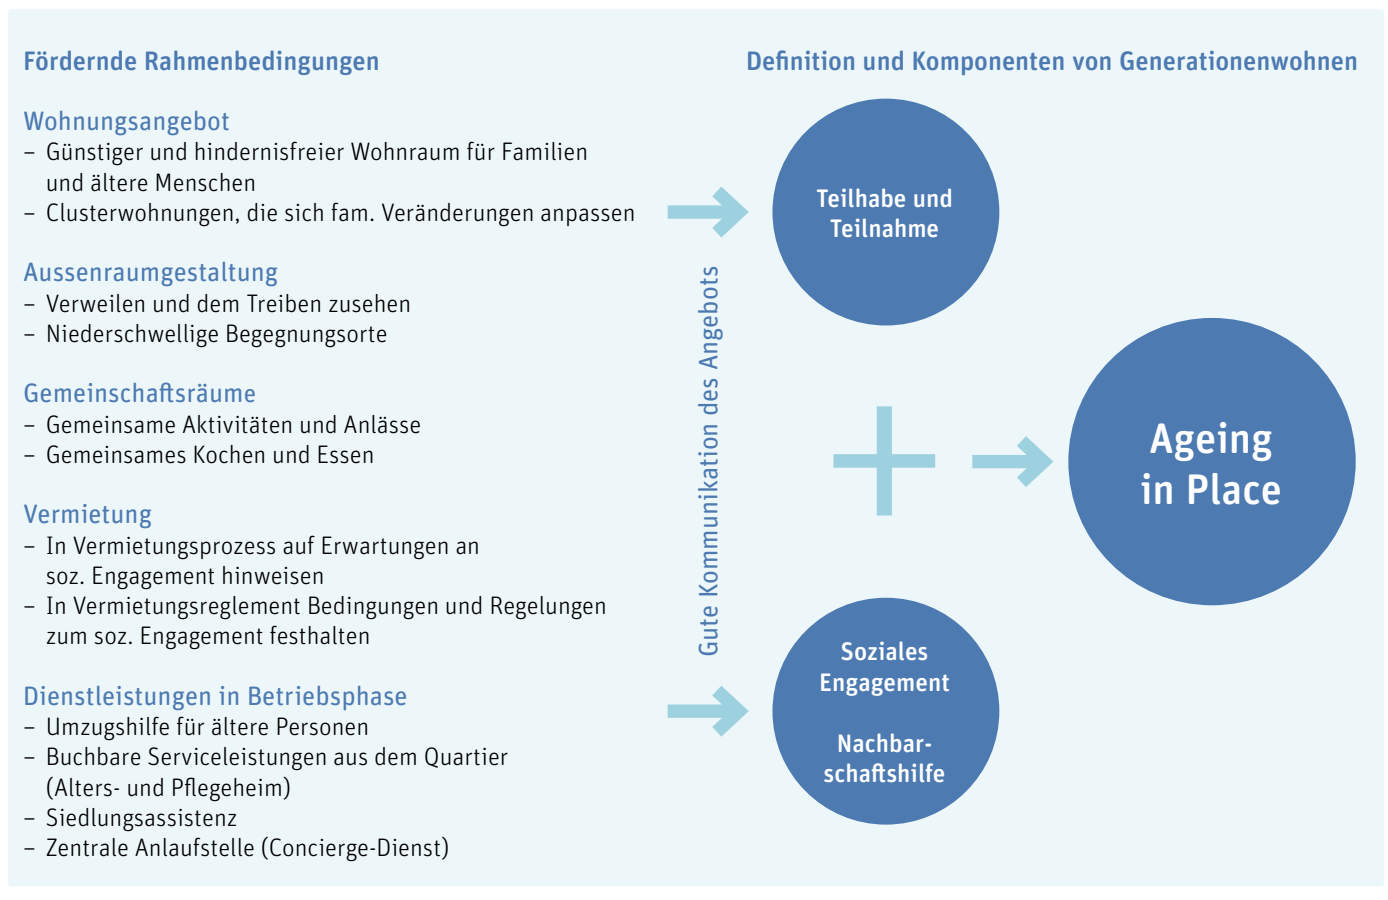 Fördernde Rahmenbedingungen
Wohnungsangebot
– Günstiger und hindernisfreier Wohnraum für Familien
und ältere Menschen
– Clusterwohnungen, die sich fam. Veränderungen anpassen
Aussenraumgestaltung
– Verweilen und dem Treiben zusehen
– Niederschwellige Begegnungsorte
Gemeinschaftsräume
– Gemeinsame Aktivitäten und Anlässe
– Gemeinsames Kochen und Essen
Vermietung
– In Vermietungsprozess auf Erwartungen an
soz. Engagement hinweisen
– In Vermietungsreglement Bedingungen und Regelungen
zum soz. Engagement festhalten
Dienstleistungen in Betriebsphase
– Umzugshilfe für ältere Personen
– Buchbare Serviceleistungen aus dem Quartier
(Alters- und Pflegeheim)
– Siedlungsassistenz
– Zentrale Anlaufstelle (Concierge-Dienst)
Gute Kommunikation des Angebots
Definition und Komponenten von Generationenwohnen
Teilhabe und
Teilnahme
Soziales
Engagement
Nachbar-
schaftshilfe
Ageing
in Place